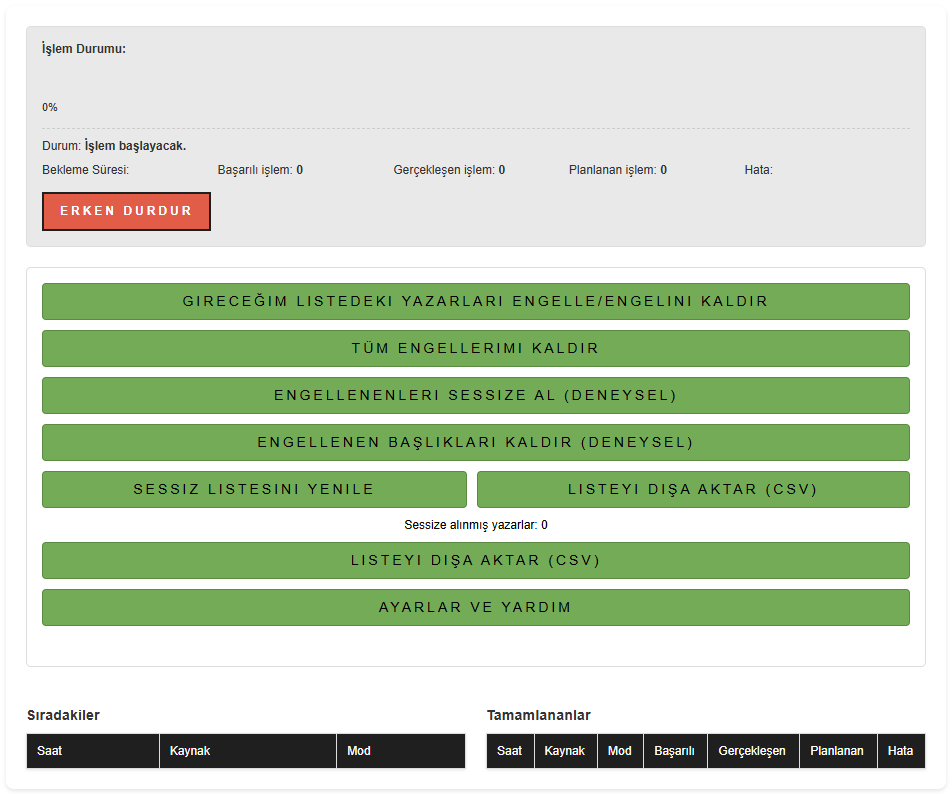 İşlem Durumu:
0%
Durum: İşlem başlayacak.
Bekleme Süresi: Başarılı işlem: 0 Gerçekleşen işlem: 0 Planlanan işlem: 0 Hata:
ERKEN DURDUR
GIRECEĞIM LISTEDEKI YAZARLARI ENGELLE/ENGELINI KALDIR
TÜM ENGELLERIMI KALDIR
ENGELLENENLERI SESSIZE AL (DENEYSEL)
ENGELLENEN BAŞLIKLARI KALDIR (DENEYSEL)
SESSIZ LISTESINI YENILE LISTEYI DIŞA AKTAR (CSV)
Sessize alınmış yazarlar: 0
LISTEYI DIŞA AKTAR (CSV)
AYARLAR VE YARDIM
Sıradakiler Tamamlananlar
Saat Kaynak Mod Saat Kaynak Mod Başarılı Gerçekleşen Planlanan Hata